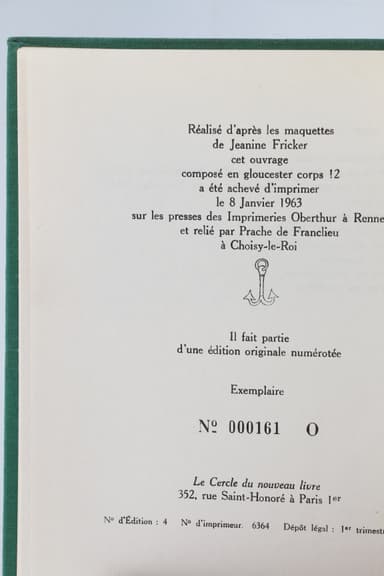 Réalisé d'après les maquettes
de Jeanine Fricker
cet ouvrage
composé en gloucester corps 12
a été achevé d'imprimer
le 8 Janvier 1963
sur les presses des Imprimeries Oberthur à Renne
et relié par Prache de Franclieu
à Choisy-le-Roi
Il fait partie
d'une édition originale numérotée
Exemplaire
Nº 000161 O
Le Cercle du nouveau livre
352, rue Saint-Honoré à Paris 1er
Nº d'Édition : 4 Nº d'imprimeur. 6364 Dépôt légal : 1er trimest